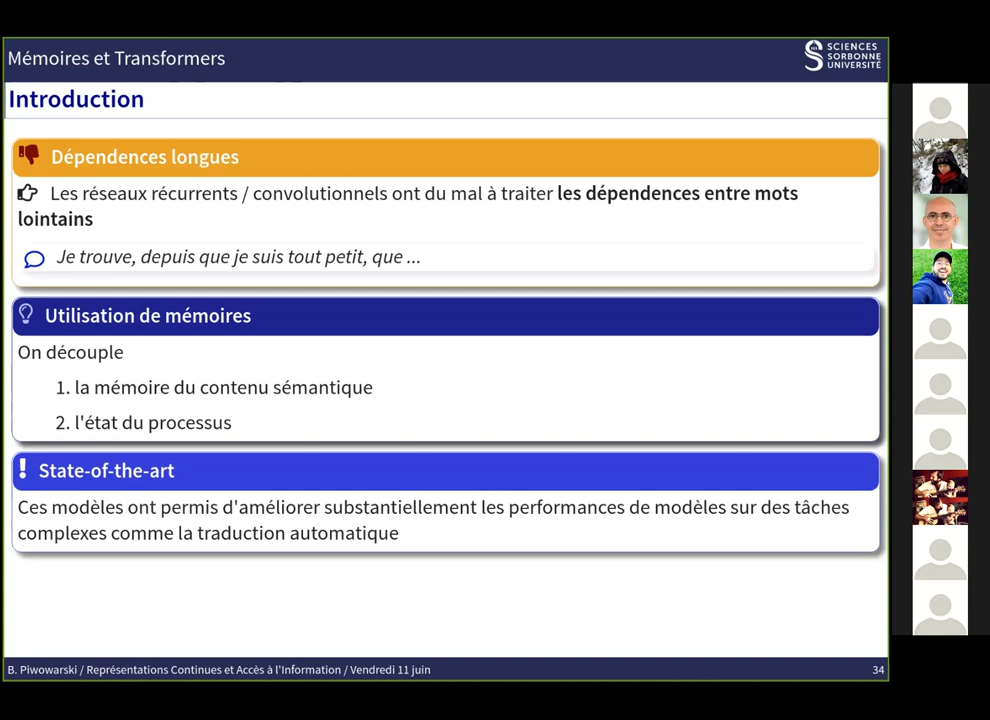 Mémoires et Transformers
SCIENCES
SORBONNE
UNIVERSITÉ
Introduction
Dépendences longues
Les réseaux récurrents / convolutionnels ont du mal à traiter les dépendences entre mots
lointains
Je trouve, depuis que je suis tout petit, que ...
Utilisation de mémoires
On découple
1. la mémoire du contenu sémantique
2. l'état du processus
State-of-the-art
Ces modèles ont permis d'améliorer substantiellement les performances de modèles sur des tâches
complexes comme la traduction automatique
B. Piwowarski / Représentations Continues et Accès à l'Information / Vendredi 11 juin
34